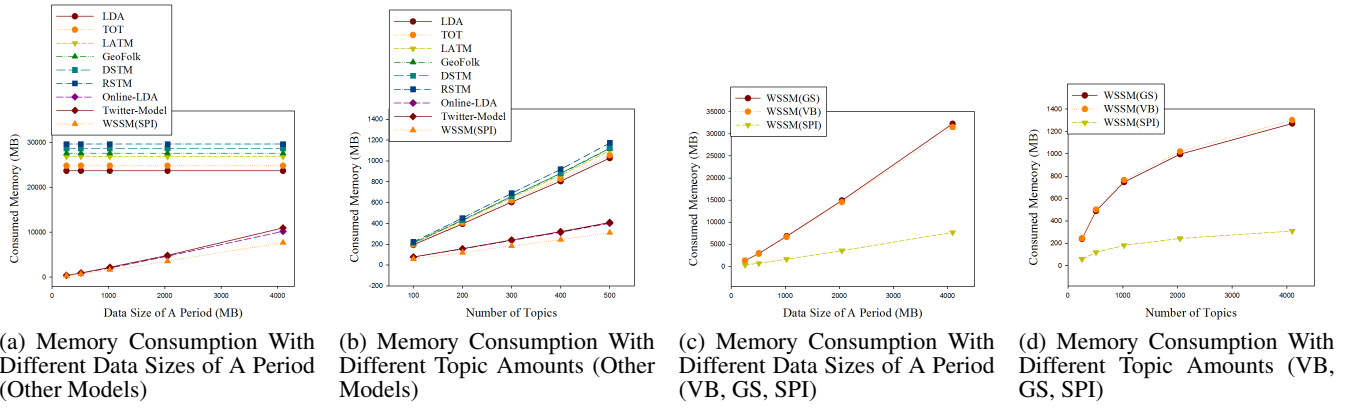 LDA
TOT
LATM
GeoFolk
DSTM
RSTM
Online-LDA
Twitter-Model
WSSM(SPI)
30000
20000
10000
0
Consumed Memory (MB)
0 1000 2000 3000 4000
Data Size of A Period (MB)
(a) Memory Consumption With
Different Data Sizes of A Period
(Other Models)
LDA
TOT
LATM
GeoFolk
DSTM
RSTM
Online-LDA
Twitter-Model
WSSM(SPI)
1400
1200
1000
800
600
400
200
0
-200
Consumed Memory (MB)
100 200 300 400 500
Number of Topics
(b) Memory Consumption With
Different Topic Amounts (Other
Models)
WSSM(GS)
WSSM(VB)
WSSM(SPI)
35000
30000
25000
20000
15000
10000
5000
0
Consumed Memory (MB)
0 1000 2000 3000 4000
Data Size of A Period (MB)
(c) Memory Consumption With
Different Data Sizes of A Period
(VB, GS, SPI)
WSSM(GS)
WSSM(VB)
WSSM(SPI)
1400
1200
1000
800
600
400
200
0
Consumed Memeory (MB)
0 1000 2000 3000 4000
Number of Topics
(d) Memory Consumption With
Different Topic Amounts (VB,
GS, SPI)